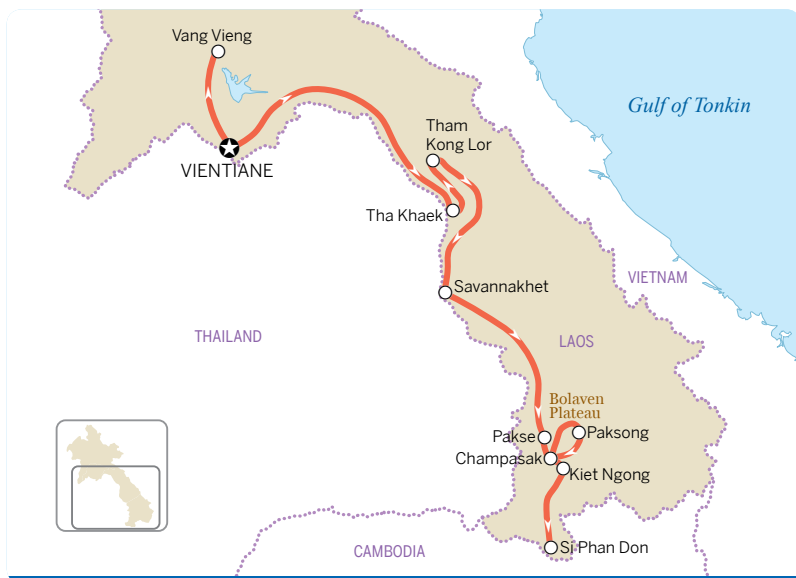 Vang Vieng
Gulf of Tonkin
Tham
Kong Lor
VIENTIANE
Tha Khaek
VIETNAM
Savannakhet
THAILAND
LAOS
Bolaven
Plateau
Pakse
Paksong
Champasak
Kiet Ngong
Si Phan Don
CAMBODIA